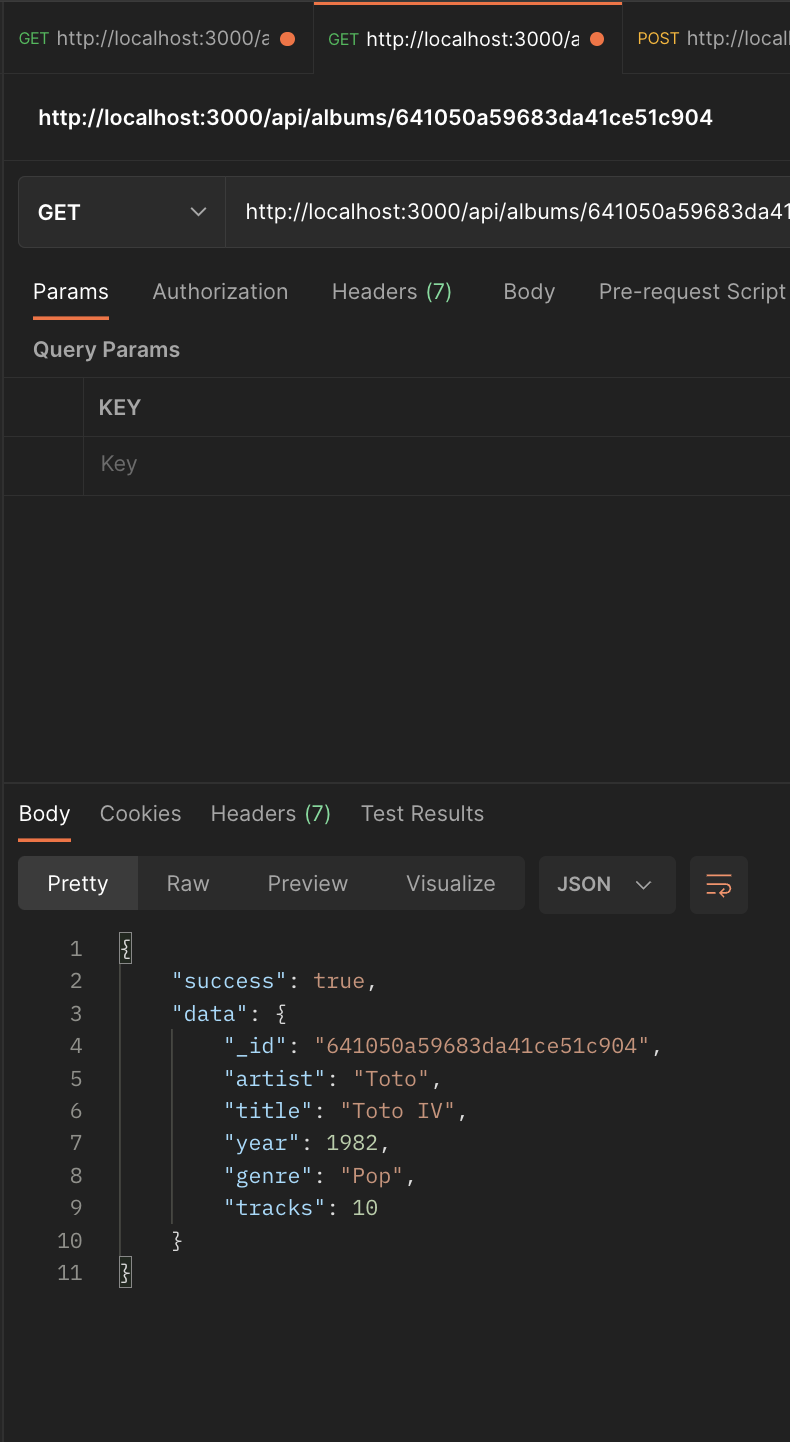 GET http://localhost:3000/a GET http://localhost:3000/a POST http://local
http://localhost:3000/api/albums/641050a59683da41ce51c904
GET http://localhost:3000/api/albums/641050a59683da41
Params Authorization Headers (7) Body Pre-request Script
Query Params
KEY
Key
Body Cookies Headers (7) Test Results
Pretty Raw Preview Visualize JSON
1 {
2 "success": true,
3 "data": {
4 "_id": "641050a59683da41ce51c904",
5 "artist": "Toto",
6 "title": "Toto IV",
7 "year": 1982,
8 "genre": "Pop",
9 "tracks": 10
10 }
11 }